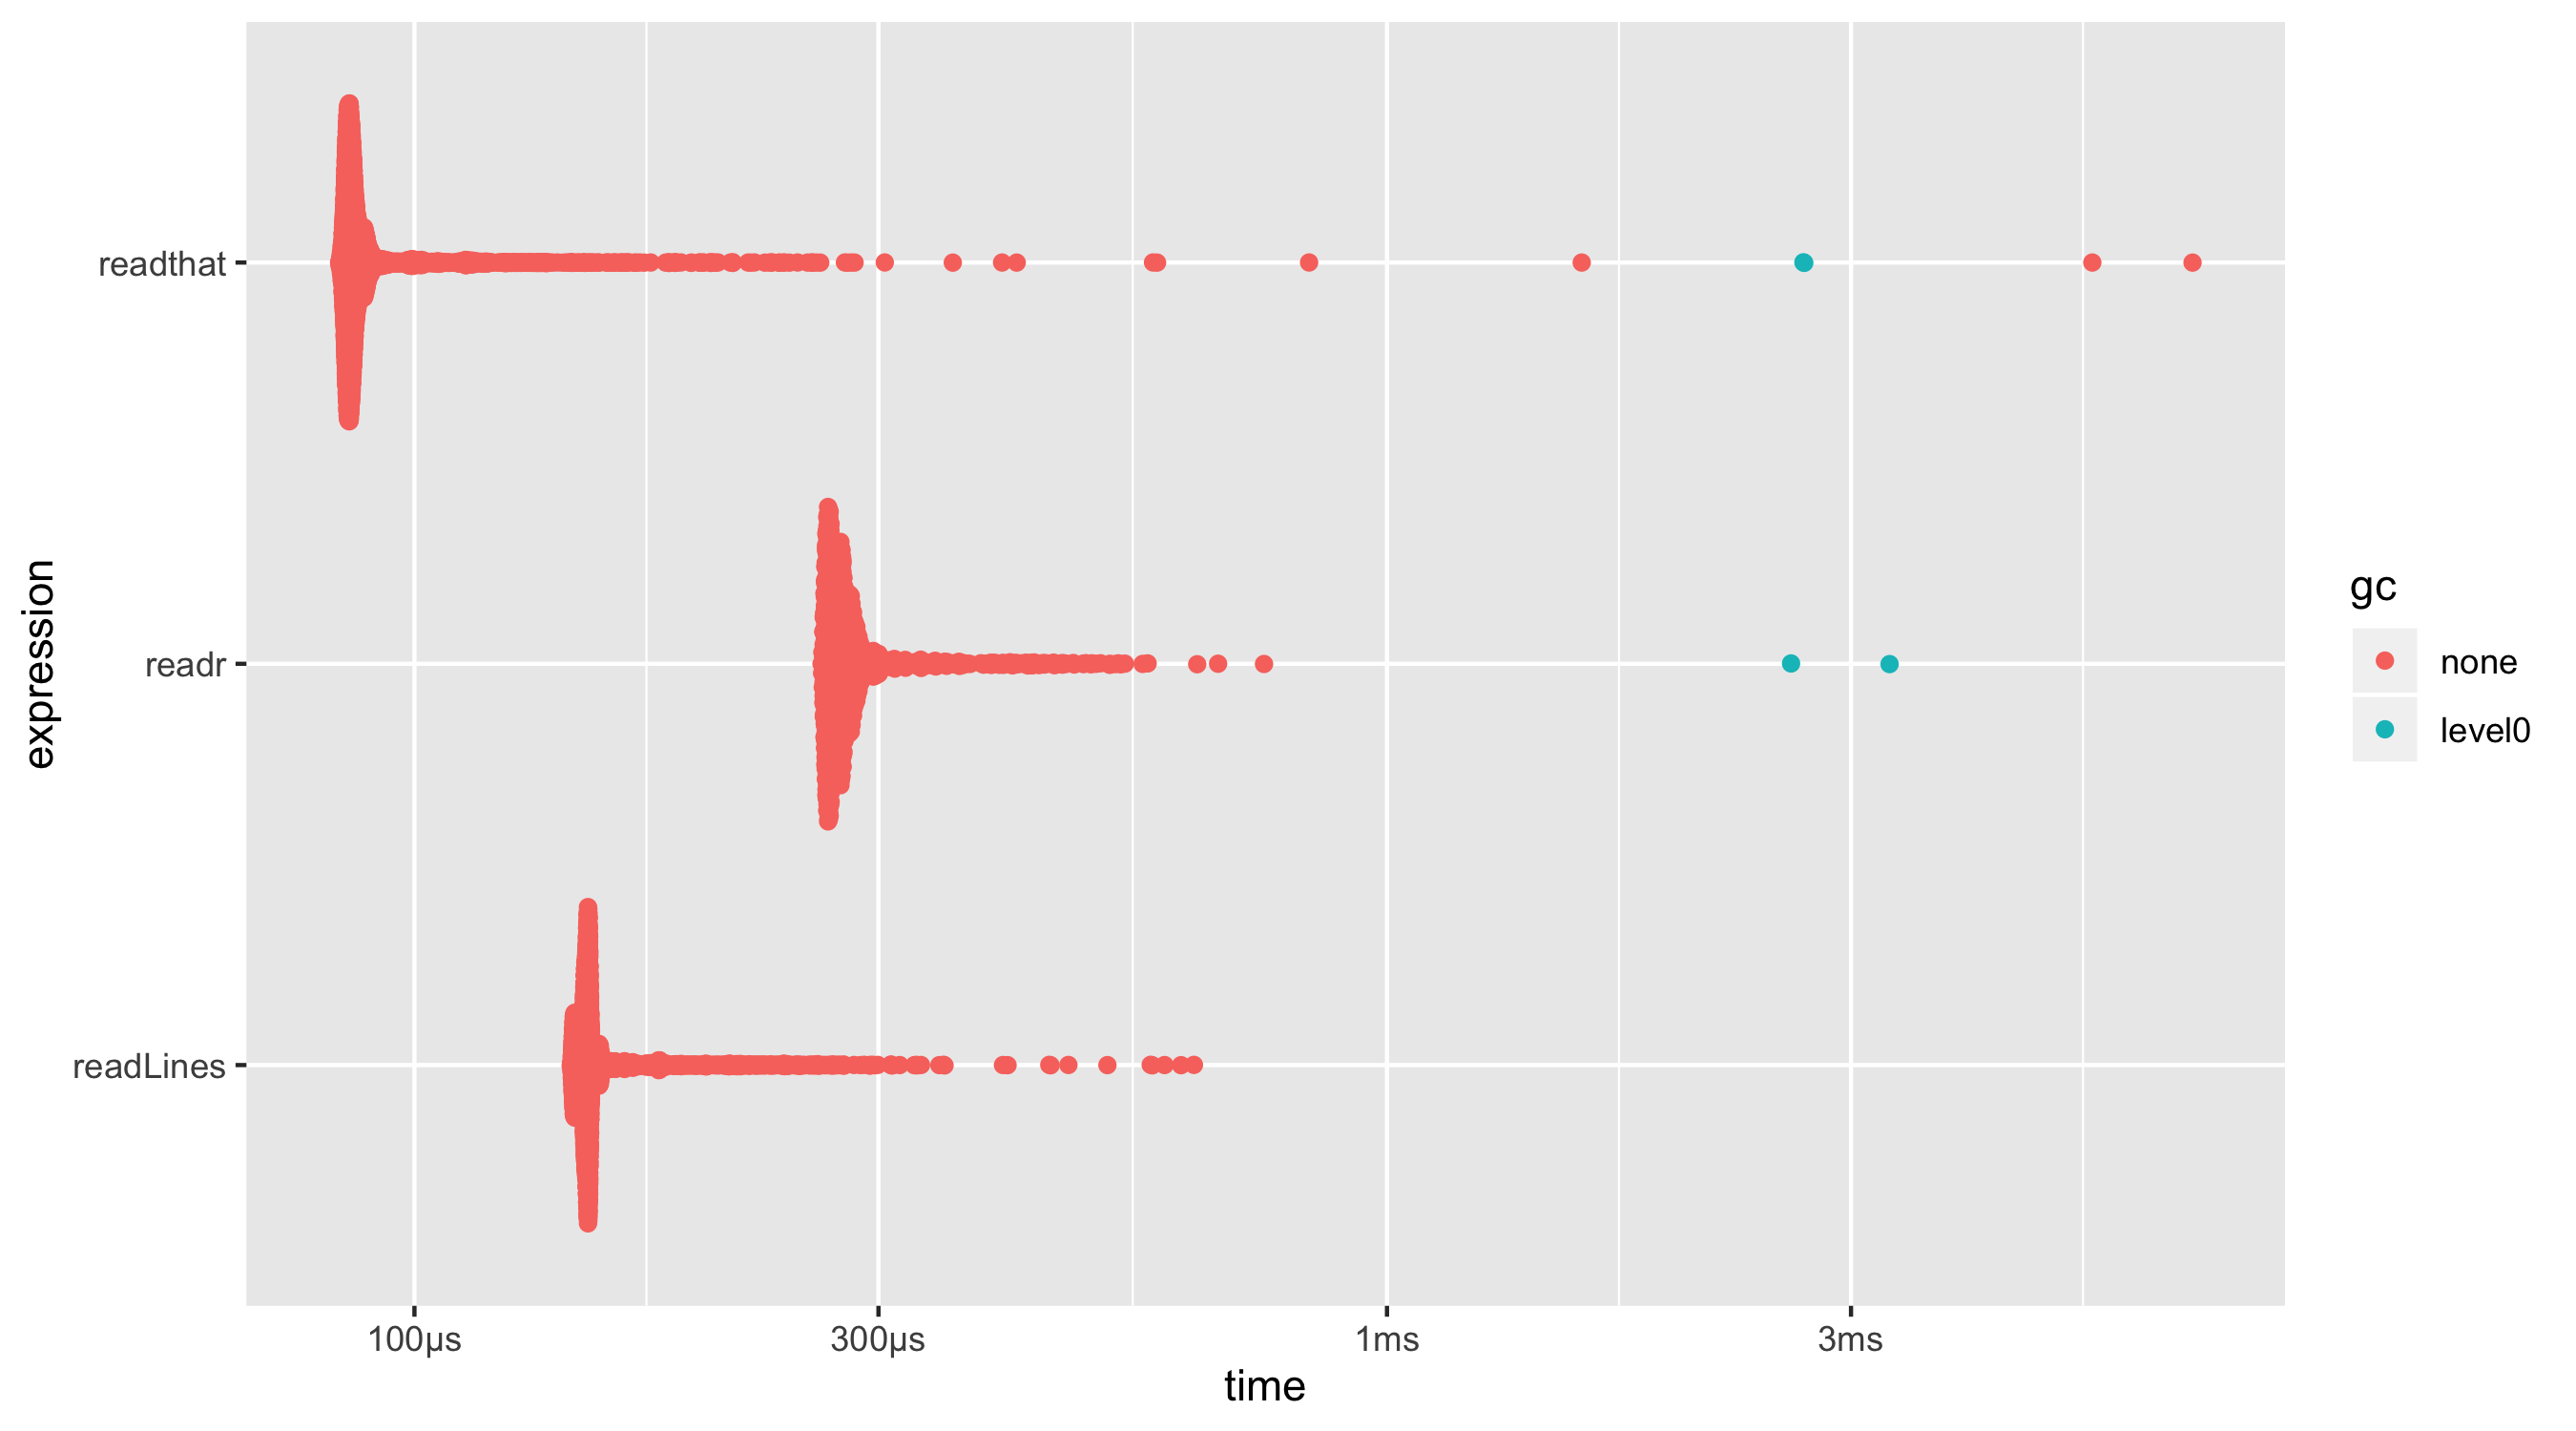 readthat
readr
readLines
expression
100µs
300µs
1ms
3ms
time
gc
none
level0